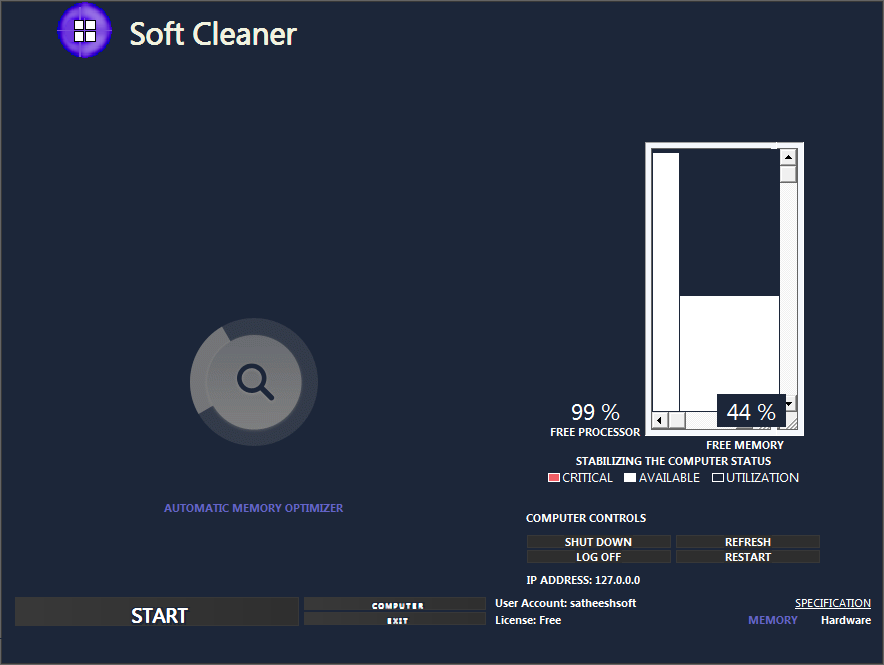 Soft Cleaner
99 %
FREE PROCESSOR
44 %
FREE MEMORY
STABILIZING THE COMPUTER STATUS
CRITICAL AVAILABLE UTILIZATION
AUTOMATIC MEMORY OPTIMIZER
COMPUTER CONTROLS
SHUT DOWN REFRESH
LOG OFF RESTART
IP ADDRESS: 127.0.0.0
START
COMPUTER
EXIT
User Account: satheeshsoft
License: Free
SPECIFICATION
MEMORY Hardware